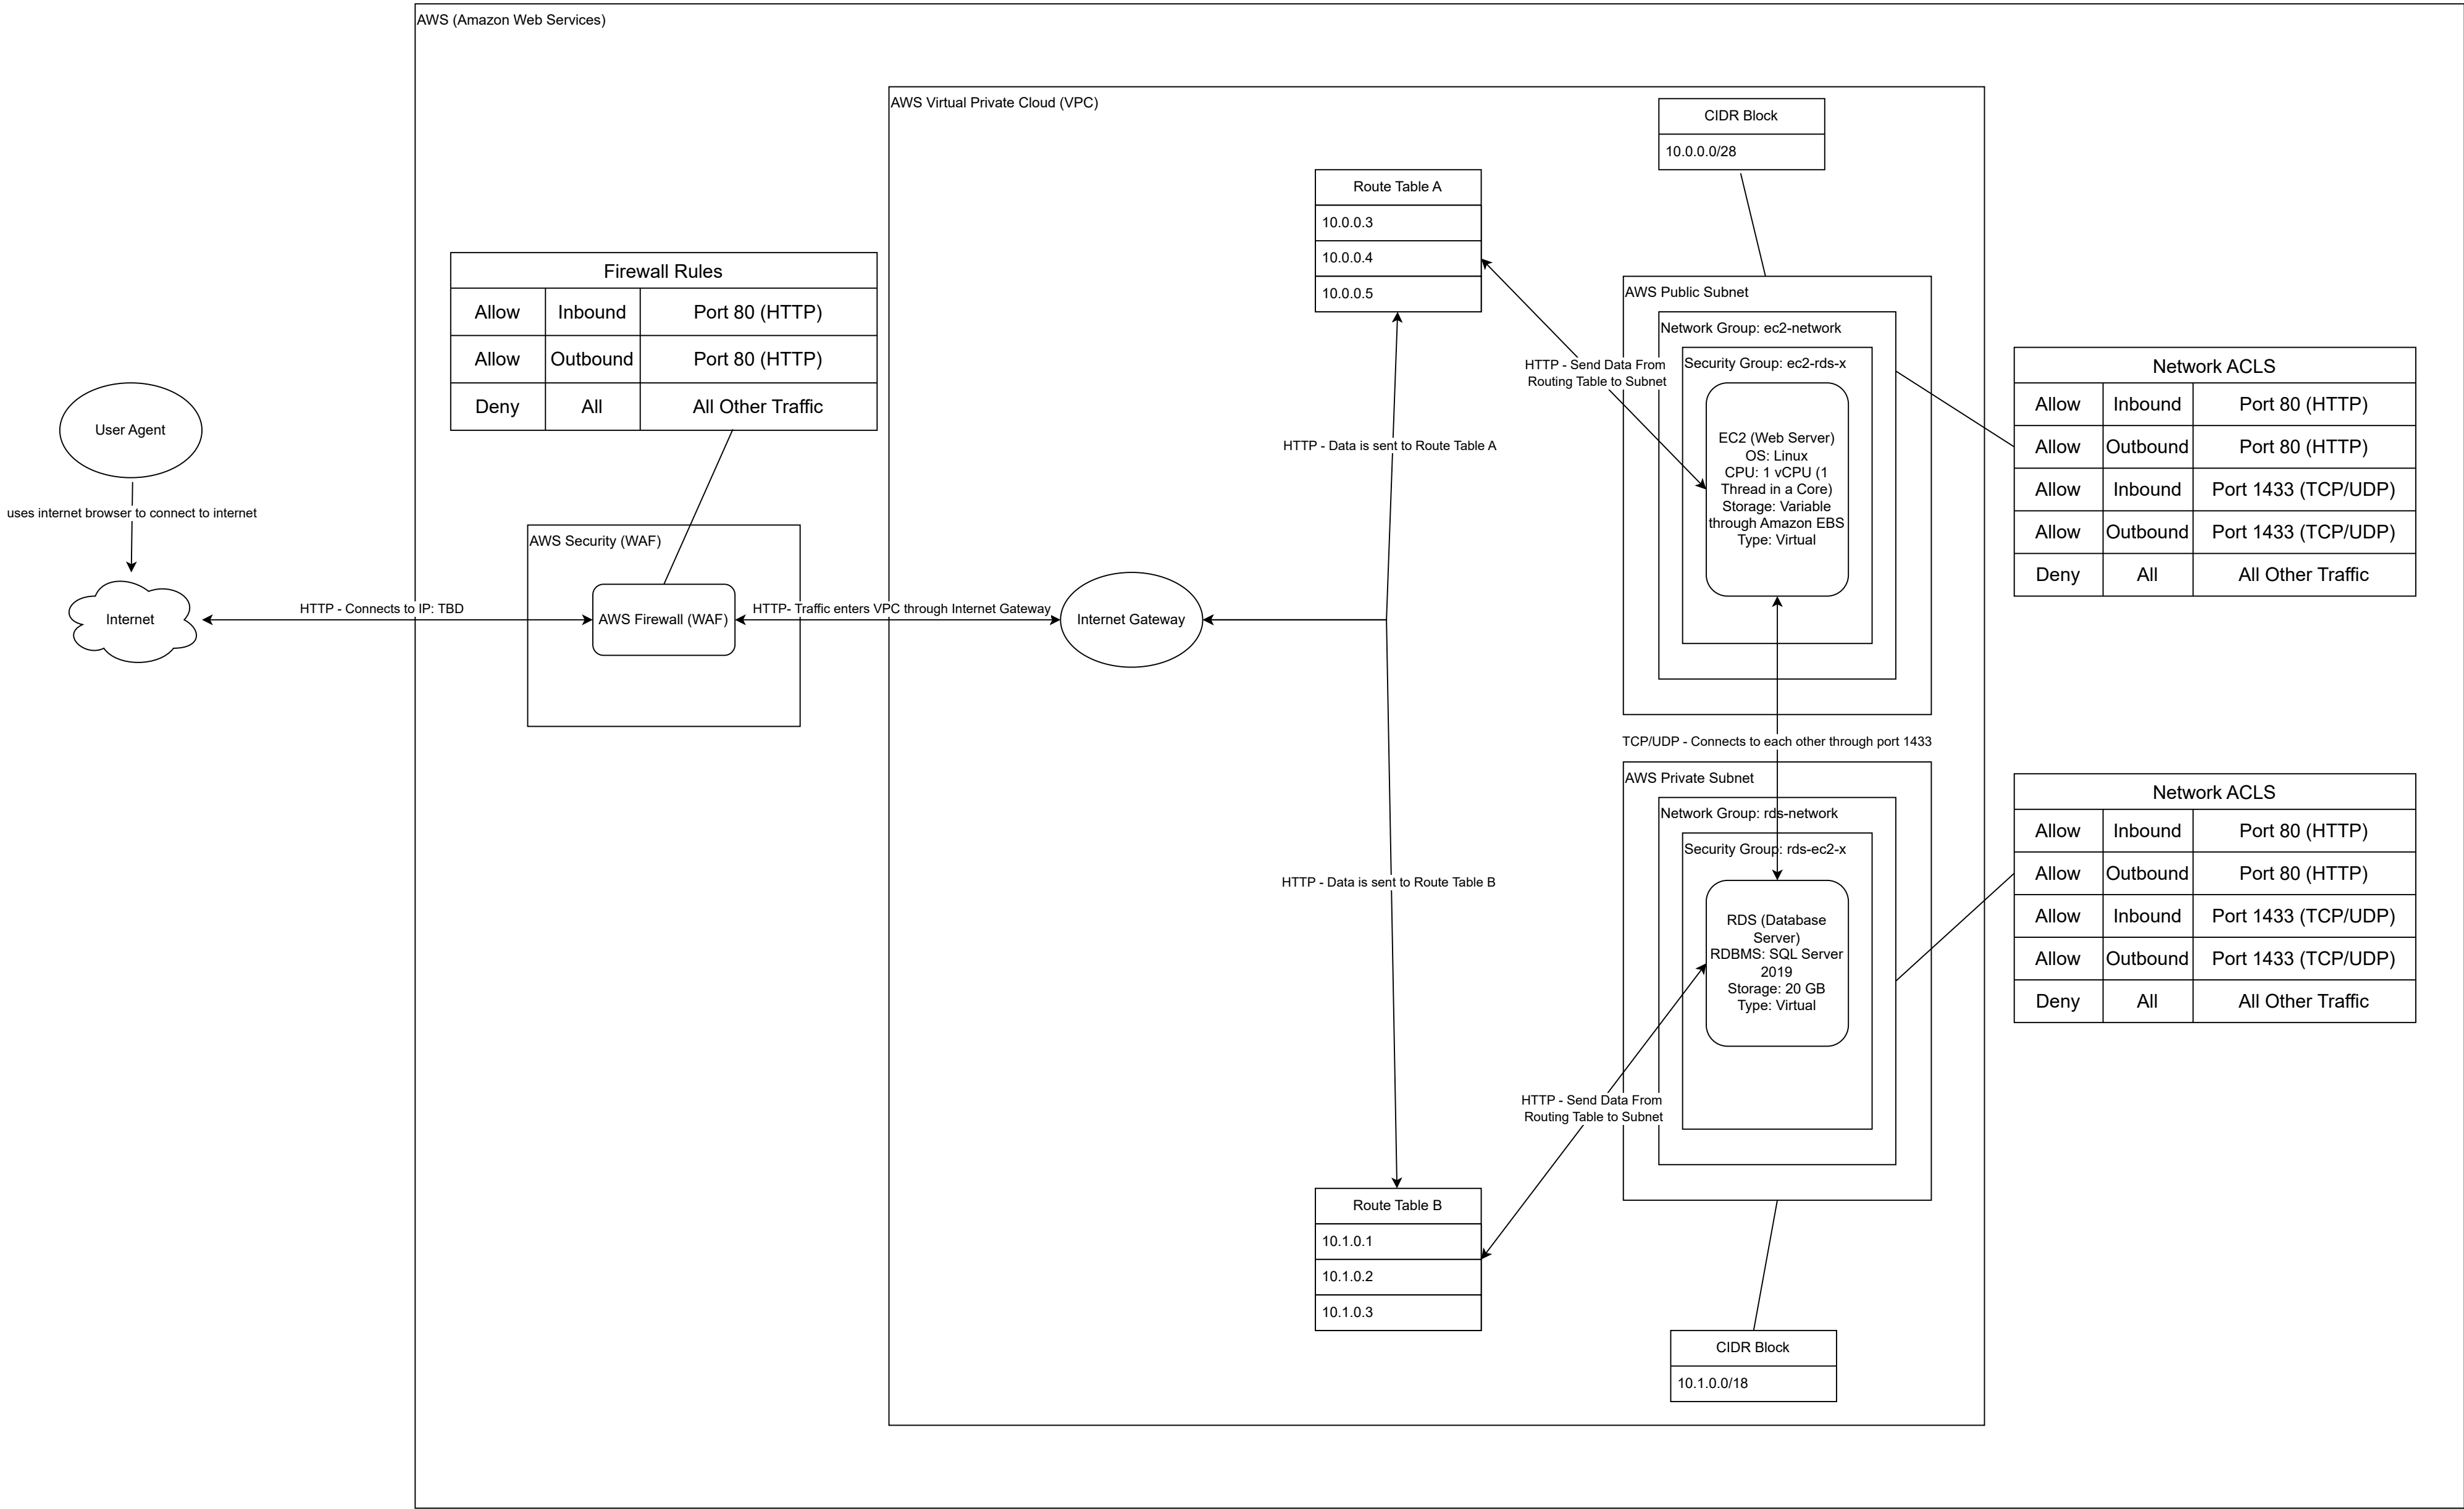 AWS (Amazon Web Services)
AWS Virtual Private Cloud (VPC)
CIDR Block
10.0.0.0/28
Route Table A
10.0.0.3
10.0.0.4
10.0.0.5
Firewall Rules
Allow Inbound Port 80 (HTTP)
Allow Outbound Port 80 (HTTP)
Deny All All Other Traffic
AWS Public Subnet
Network Group: ec2-network
Security Group: ec2-rds-x
EC2 (Web Server)
OS: Linux
CPU: 1 vCPU (1
Thread in a Core)
Storage: Variable
through Amazon EBS
Type: Virtual
HTTP - Send Data From
Routing Table to Subnet
Network ACLS
Allow Inbound Port 80 (HTTP)
Allow Outbound Port 80 (HTTP)
Allow Inbound Port 1433 (TCP/UDP)
Allow Outbound Port 1433 (TCP/UDP)
Deny All All Other Traffic
User Agent
uses internet browser to connect to internet
Internet
HTTP - Connects to IP: TBD
AWS Security (WAF)
AWS Firewall (WAF)
HTTP- Traffic enters VPC through Internet Gateway
Internet Gateway
HTTP - Data is sent to Route Table A
TCP/UDP - Connects to each other through port 1433
AWS Private Subnet
Network Group: rds-network
Security Group: rds-ec2-x
RDS (Database
Server)
RDBMS: SQL Server
2019
Storage: 20 GB
Type: Virtual
Network ACLS
Allow Inbound Port 80 (HTTP)
Allow Outbound Port 80 (HTTP)
Allow Inbound Port 1433 (TCP/UDP)
Allow Outbound Port 1433 (TCP/UDP)
Deny All All Other Traffic
HTTP - Data is sent to Route Table B
HTTP - Send Data From
Routing Table to Subnet
Route Table B
10.1.0.1
10.1.0.2
10.1.0.3
CIDR Block
10.1.0.0/18